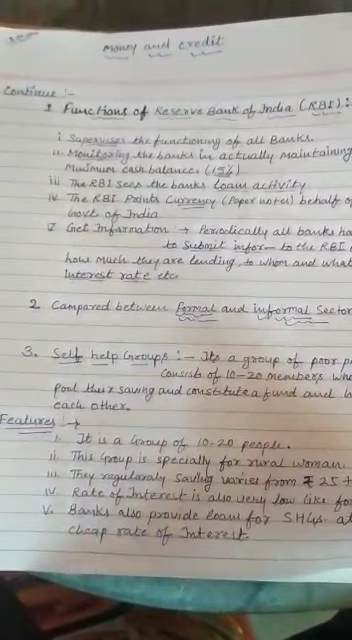 Money and credit
Continue :-
1 Functions of Reserve Bank of India (RBI):
i Supervises the functioning of all Banks.
ii Monitoring the banks in actually maintaining
Minimum cash balance. (15%)
iii The RBI sees the banks loan activity
iv The RBI Prints Currency (Paper notes) behalf of
Govt of India
v Get Information → Periodically all banks ha
to submit infor- to the RBI
how much they are lending to whom and what
Interest rate etc
2 Compared between formal and informal Sector
3. Self help Groups :- Its a group of poor p
Consists of 10-20 members who
pool their saving and constitute a fund and
each other.
Features :→
i. It is a Group of 10-20 people.
ii. This Group is specially for rural woman.
iii. They regularaly saving varies from ₹ 25
iv Rate of Interest is also very low like for
v. Banks also provide loan for S.H.Gs. at
cheap rate of Interest.